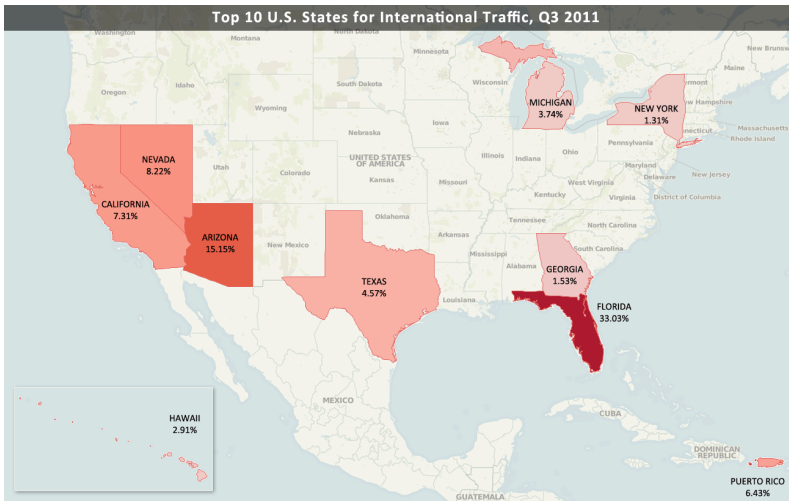 Top 10 U.S. States for International Traffic, Q3 2011
Washington
Montana
North Dakota
Minnesota
Oregon
Idaho
Wyoming
South Dakota
Wisconsin
MICHIGAN
3.74%
NEW YORK
1.31%
Maine
New Brunsw
ermont
w Hampshire
Massachusetts
onnecticut
Rhode Island
NEVADA
8.22%
Utah
Colorado
Nebraska
Iowa
UNITED STATES
OF AMERICA
Kansas
Missouri
Illinois
Indiana
Ohio
Pennsylvania
Maryland
Delaware
New Jersey
District of Columbia
West Virginia
Virginia
Kentucky
CALIFORNIA
7.31%
ARIZONA
15.15%
New Mexico
Oklahoma
Arkansas
Tennessee
North Carolina
South Carolina
TEXAS
4.57%
Louisiana
Mississippi
Alabama
GEORGIA
1.53%
FLORIDA
33.03%
HAWAII
2.91%
MEXICO
CUBA
DOMINICAN
REPUBLIC
PUERTO RICO
6.43%
GUATEMALA